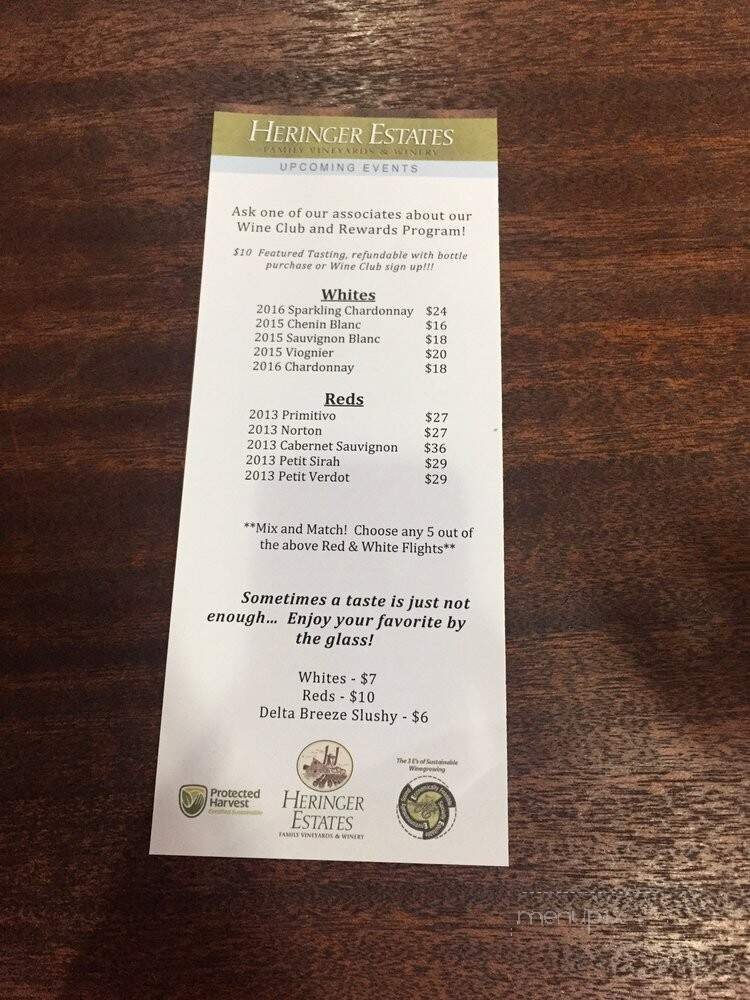 HERINGER ESTATES
FAMILY VINEYARDS & WINERY
UPCOMING EVENTS
Ask one of our associates about our
Wine Club and Rewards Program!
$10 Featured Tasting, refundable with bottle
purchase or Wine Club sign up!!!
Whites
2016 Sparkling Chardonnay $24
2015 Chenin Blanc $16
2015 Sauvignon Blanc $18
2015 Viognier $20
2016 Chardonnay $18
Reds
2013 Primitivo $27
2013 Norton $27
2013 Cabernet Sauvignon $36
2013 Petit Sirah $29
2013 Petit Verdot $29
**Mix and Match! Choose any 5 out of
the above Red & White Flights**
Sometimes a taste is just not
enough... Enjoy your favorite by
the glass!
Whites - $7
Reds - $10
Delta Breeze Slushy - $6
Protected
Harvest
Certified Sustainable
HERINGER
ESTATES
FAMILY VINEYARDS & WINERY
The 3 E's of Sustainable
Winegrowing